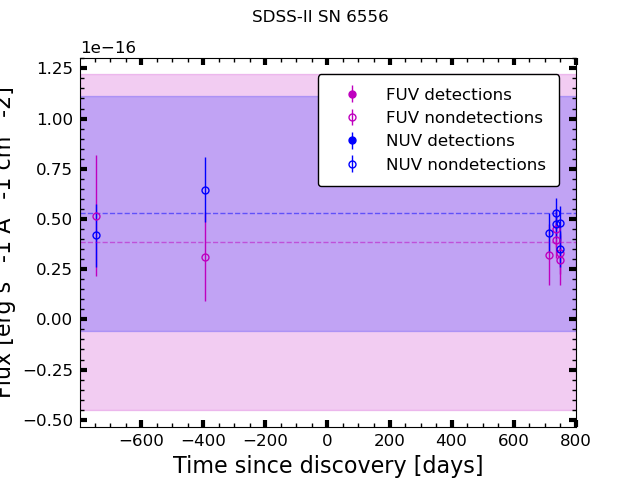 SDSS-II SN 6556
1e−16
1.25
1.00
0.75
0.50
0.25
0.00
−0.25
−0.50
Flux [erg s -1 A -1 cm -2]
FUV detections
FUV nondetections
NUV detections
NUV nondetections
−600 −400 −200 0 200 400 600 800
Time since discovery [days]